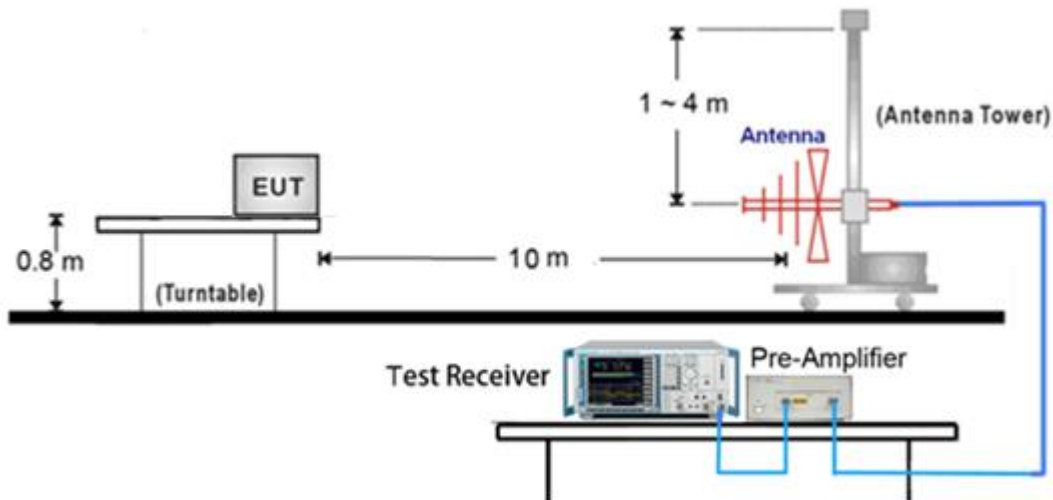 1 ~ 4 m
(Antenna Tower)
Antenna
EUT
0.8 m
10 m
(Turntable)
Test Receiver
Pre-Amplifier